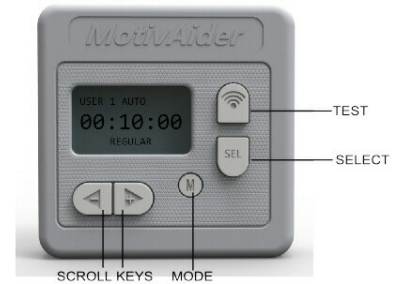 MotivAider
USER 1 AUTO
00:10:00
REGULAR
SEL
M
TEST
SELECT
SCROLL KEYS
MODE